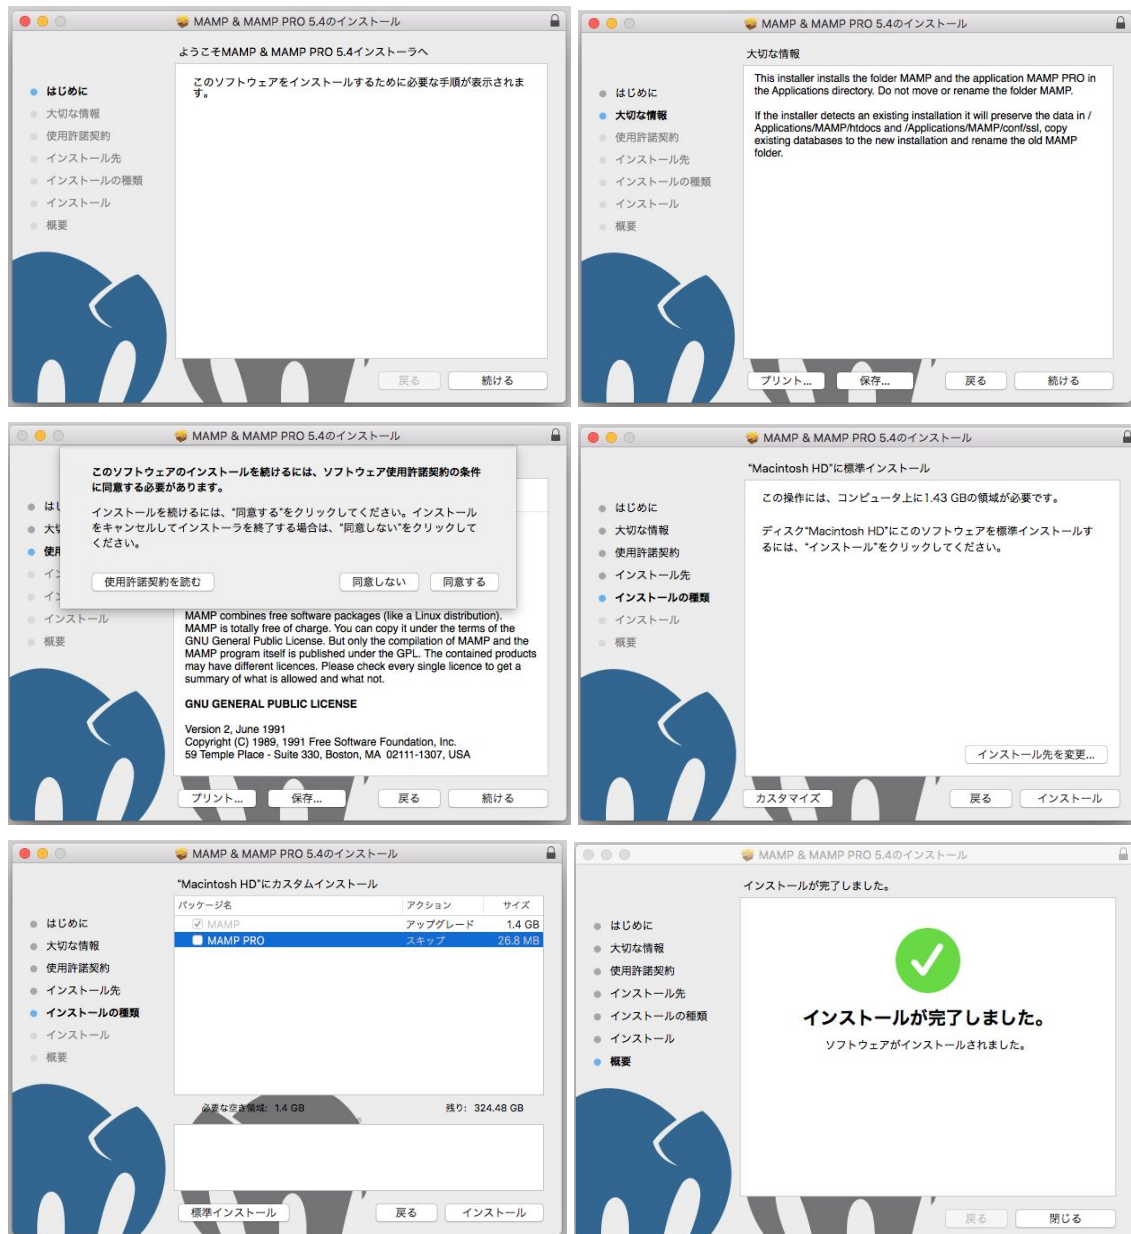 MAMP & MAMP PRO 5.4のインストール
ようこそMAMP & MAMP PRO 5.4インストーラへ
はじめに
大切な情報
使用許諾契約
インストール先
インストールの種類
インストール
概要
このソフトウェアをインストールするために必要な手順が表示されま
す。
戻る
続ける
MAMP & MAMP PRO 5.4のインストール
大切な情報
はじめに
大切な情報
使用許諾契約
インストール先
インストールの種類
インストール
概要
This installer installs the folder MAMP and the application MAMP PRO in
the Applications directory. Do not move or rename the folder MAMP.
If the installer detects an existing installation it will preserve the data in /
Applications/MAMP/htdocs and /Applications/MAMP/conf/ssl, copy
existing databases to the new installation and rename the old MAMP
folder.
プリント...
保存...
戻る
続ける
MAMP & MAMP PRO 5.4のインストール
このソフトウェアのインストールを続けるには、ソフトウェア使用許諾契約の条件
に同意する必要があります。
インストールを続けるには、“同意する”をクリックしてください。インストール
をキャンセルしてインストーラを終了する場合は、“同意しない”をクリックして
ください。
使用許諾契約を読む
同意しない
同意する
はし
大切
使用
イン
イン
インストール
概要
MAMP combines free software packages (like a Linux distribution).
MAMP is totally free of charge. You can copy it under the terms of the
GNU General Public License. But only the compilation of MAMP and the
MAMP program itself is published under the GPL. The contained products
may have different licences. Please check every single licence to get a
summary of what is allowed and what not.
GNU GENERAL PUBLIC LICENSE
Version 2, June 1991
Copyright (C) 1989, 1991 Free Software Foundation, Inc.
59 Temple Place - Suite 330, Boston, MA 02111-1307, USA
プリント...
保存...
戻る
続ける
MAMP & MAMP PRO 5.4のインストール
“Macintosh HD”に標準インストール
はじめに
大切な情報
使用許諾契約
インストール先
インストールの種類
インストール
概要
この操作には、コンピュータ上に1.43 GBの領域が必要です。
ディスク“Macintosh HD”にこのソフトウェアを標準インストールす
るには、“インストール”をクリックしてください。
インストール先を変更...
カスタマイズ
戻る
インストール
MAMP & MAMP PRO 5.4のインストール
“Macintosh HD”にカスタムインストール
はじめに
大切な情報
使用許諾契約
インストール先
インストールの種類
インストール
概要
パッケージ名 アクション サイズ
MAMP アップグレード 1.4 GB
MAMP PRO スキップ 26.8 MB
必要な空き領域: 1.4 GB 残り: 324.48 GB
標準インストール
戻る
インストール
MAMP & MAMP PRO 5.4のインストール
インストールが完了しました。
はじめに
大切な情報
使用許諾契約
インストール先
インストールの種類
インストール
概要
インストールが完了しました。
ソフトウェアがインストールされました。
戻る
閉じる